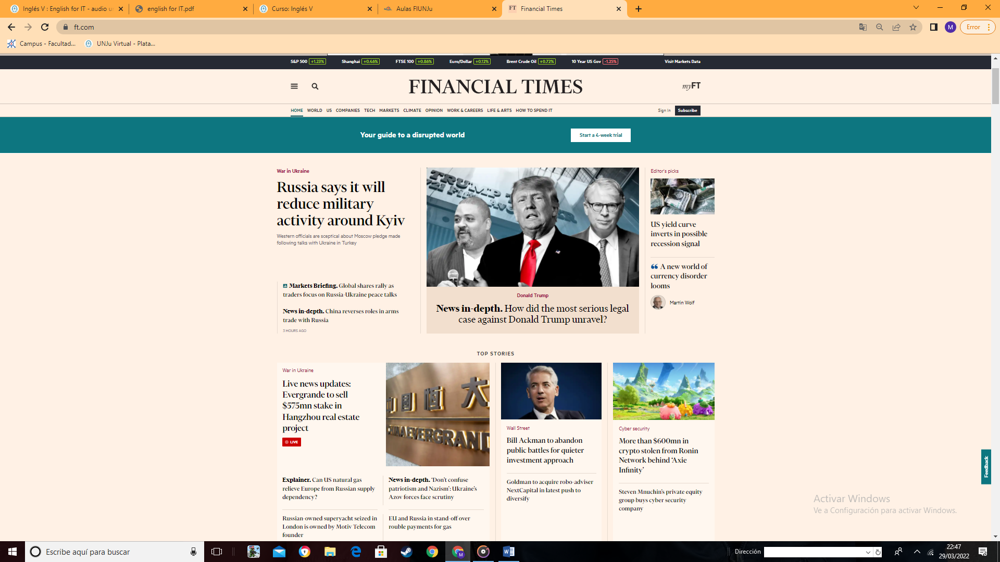 Inglés V : English for IT - audio u
english for IT.pdf
Curso: Inglés V
Aulas FIUNJu
FT Financial Times
ft.com
M
Error
Campus - Facultad...
UNJu Virtual - Plata...
S&P 500 +1.23%
Shanghai +0.46%
FTSE 100 +0.86%
Euro/Dollar +0.12%
Brent Crude Oil +0.72%
10 Year US Gov -1.25%
Visit Markets Data
FINANCIAL TIMES
myFT
HOME WORLD US COMPANIES TECH MARKETS CLIMATE OPINION WORK & CAREERS LIFE & ARTS HOW TO SPEND IT
Sign In Subscribe
Your guide to a disrupted world
Start a 4-week trial
War in Ukraine
Russia says it will
reduce military
activity around Kyiv
Western officials are sceptical about Moscow pledge made
following talks with Ukraine in Turkey
Markets Briefing. Global shares rally as
traders focus on Russia-Ukraine peace talks
News in-depth. China reverses roles in arms
trade with Russia
3 HOURS AGO
Donald Trump
News in-depth. How did the most serious legal
case against Donald Trump unravel?
Editor's picks
US yield curve
inverts in possible
recession signal
A new world of
currency disorder
looms
Martin Wolf
TOP STORIES
War in Ukraine
Live news updates:
Evergrande to sell
$575mn stake in
Hangzhou real estate
project
LIVE
Explainer. Can US natural gas
relieve Europe from Russian supply
dependency?
Russian-owned superyacht seized in
London is owned by Motiv Telecom
founder
News in-depth. 'Don't confuse
patriotism and Nazism': Ukraine's
Azov forces face scrutiny
EU and Russia in stand-off over
rouble payments for gas
Wall Street
Bill Ackman to abandon
public battles for quieter
investment approach
Goldman to acquire robo-adviser
NextCapital in latest push to
diversify
Cyber security
More than $600mn in
crypto stolen from Ronin
Network behind 'Axie
Infinity'
Steven Mnuchin's private equity
group buys cyber security
company
Feedback
Activar Windows
Ve a Configuración para activar Windows.
Escribe aquí para buscar
Dirección
22:47
29/03/2022